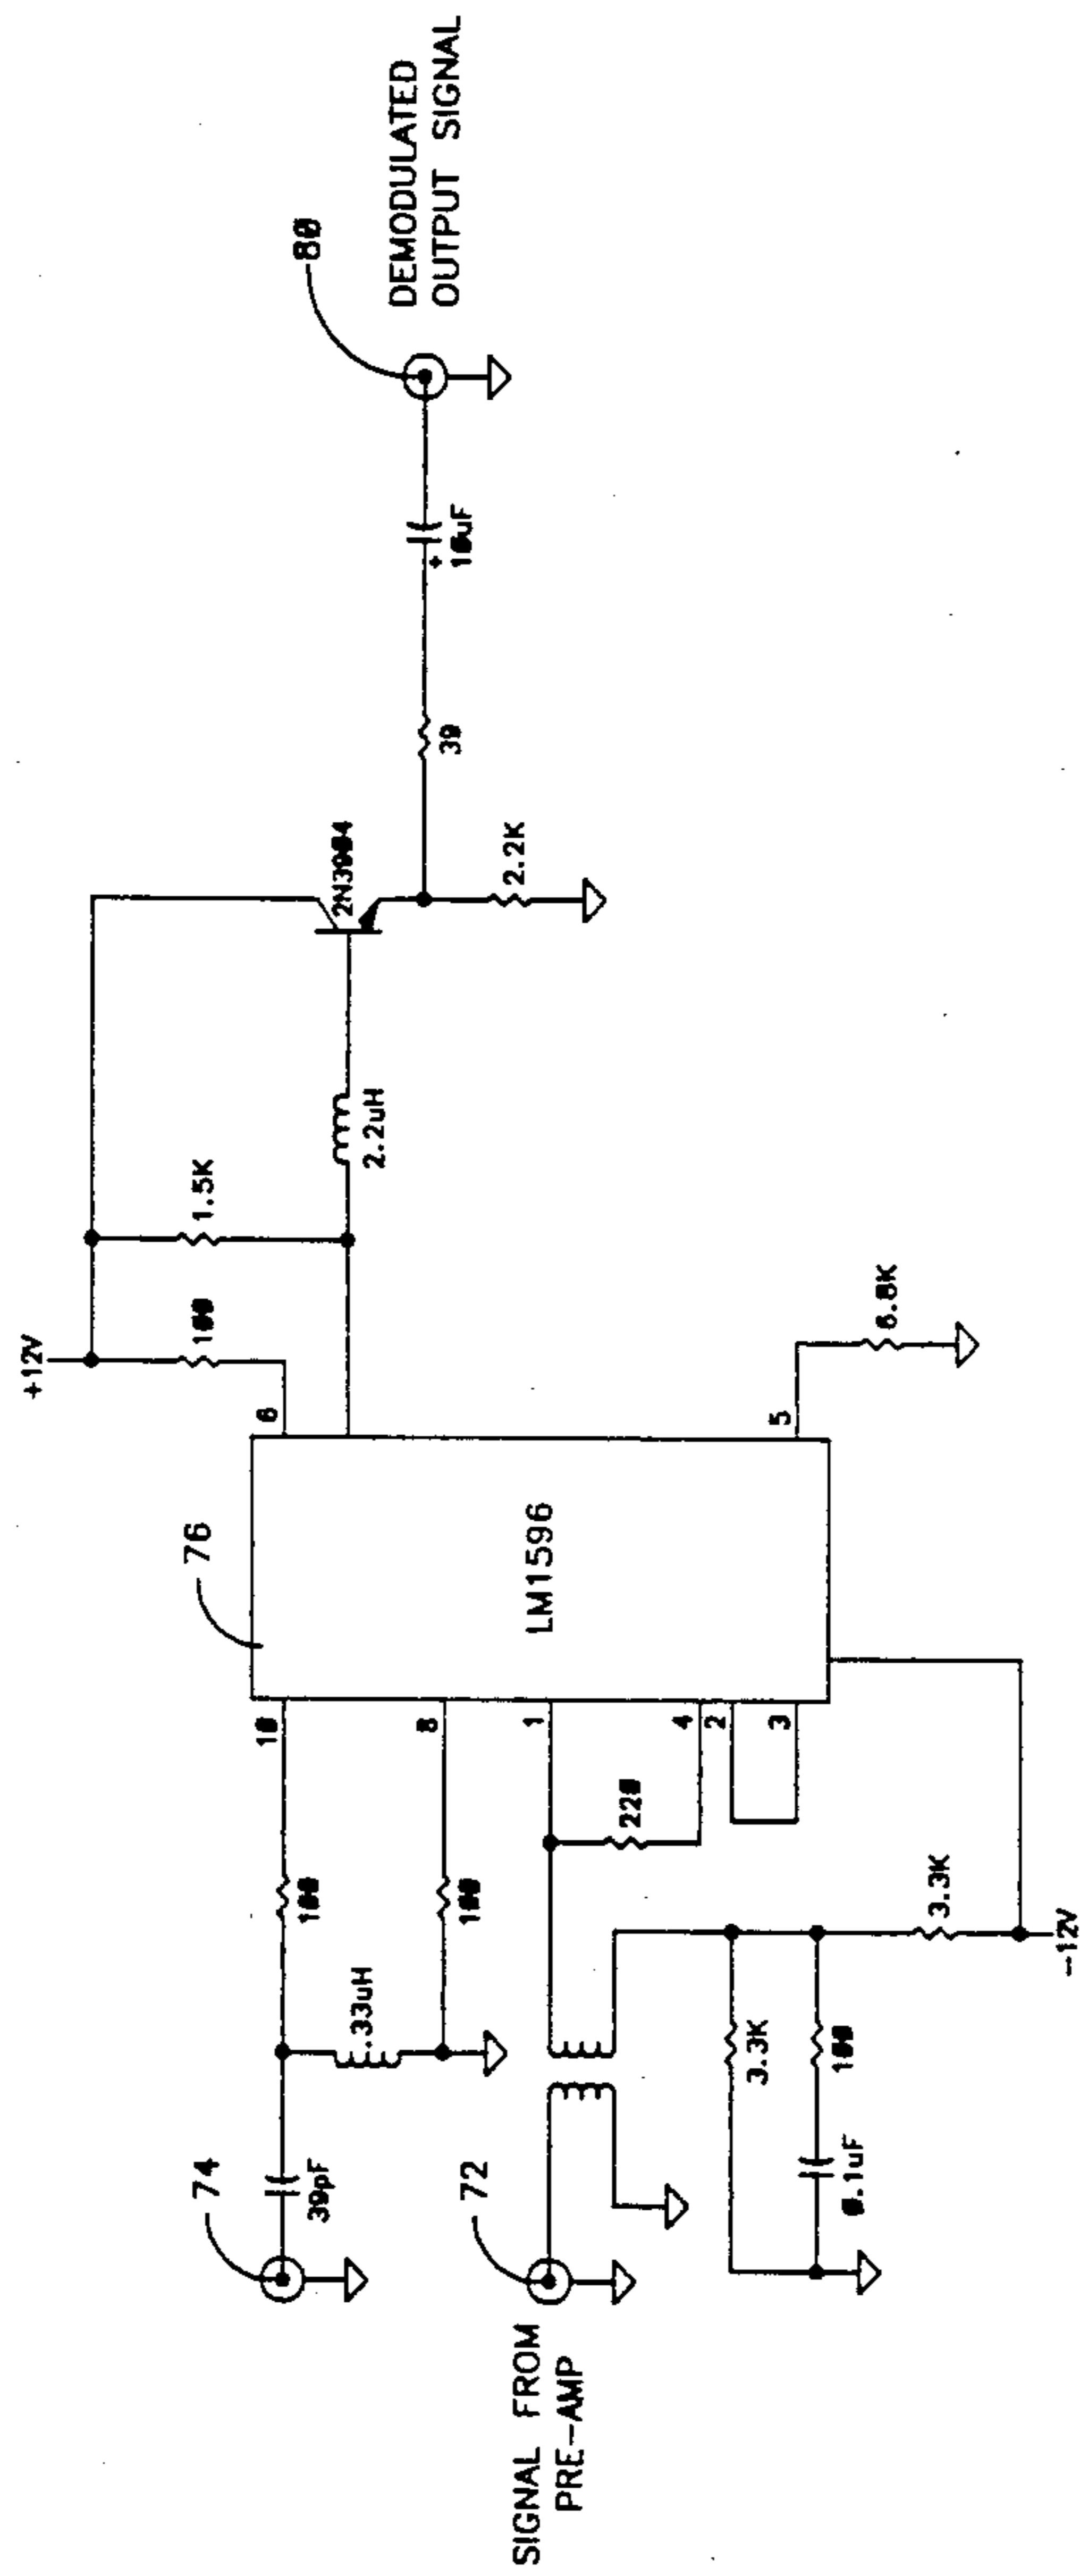 +12V
74
39pF
.33uH
100
100
10
8
76
LM1596
6
100
1.5K
2.2uH
2N3904
2.2K
39
+
10uF
80
DEMODULATED
OUTPUT SIGNAL
SIGNAL FROM
PRE-AMP
72
1
220
4
2
3
5
6.8K
3.3K
100
0.1uF
3.3K
-12V